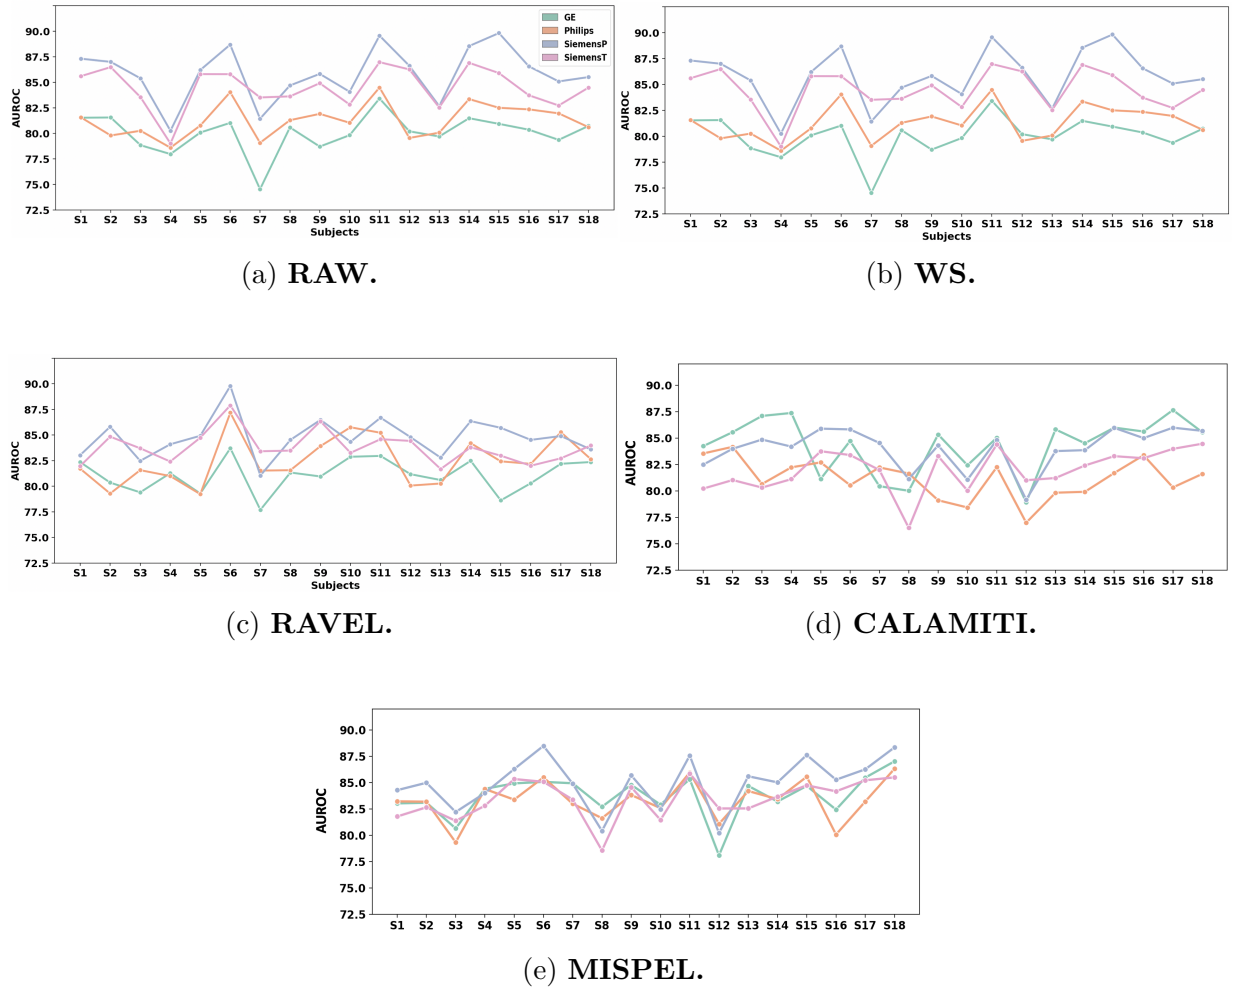 90.0
87.5
85.0
82.5
80.0
77.5
75.0
72.5
AUROC
GE
Philips
SiemensP
SiemensT
S1 S2 S3 S4 S5 S6 S7 S8 S9 S10 S11 S12 S13 S14 S15 S16 S17 S18
Subjects
(a) RAW.
90.0
87.5
85.0
82.5
80.0
77.5
75.0
72.5
AUROC
S1 S2 S3 S4 S5 S6 S7 S8 S9 S10 S11 S12 S13 S14 S15 S16 S17 S18
Subjects
(b) WS.
90.0
87.5
85.0
82.5
80.0
77.5
75.0
72.5
AUROC
S1 S2 S3 S4 S5 S6 S7 S8 S9 S10 S11 S12 S13 S14 S15 S16 S17 S18
Subjects
(c) RAVEL.
90.0
87.5
85.0
82.5
80.0
77.5
75.0
72.5
AUROC
S1 S2 S3 S4 S5 S6 S7 S8 S9 S10 S11 S12 S13 S14 S15 S16 S17 S18
(d) CALAMITI.
90.0
87.5
85.0
82.5
80.0
77.5
75.0
72.5
AUROC
S1 S2 S3 S4 S5 S6 S7 S8 S9 S10 S11 S12 S13 S14 S15 S16 S17 S18
(e) MISPEL.